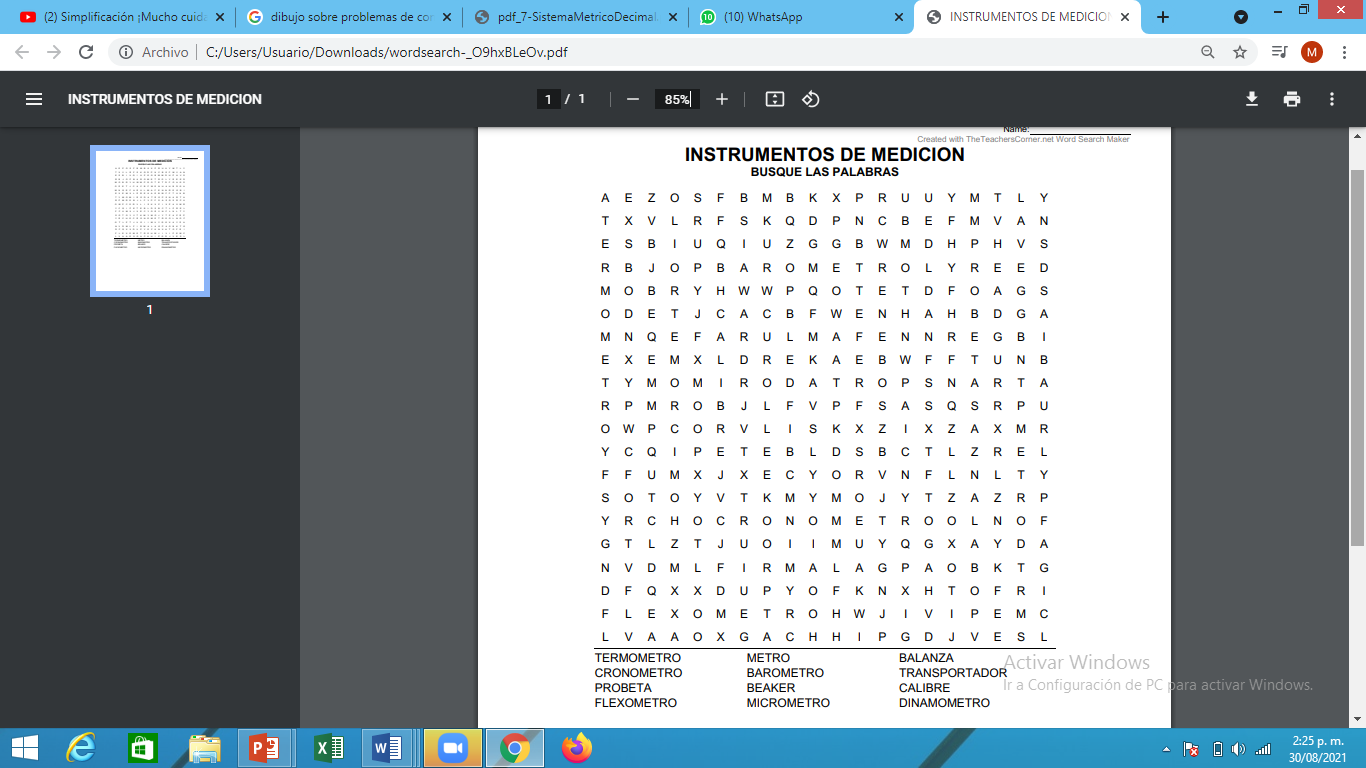 (2) Simplificación ¡Mucho cuida
dibujo sobre problemas de con
pdf_7-SistemaMetricoDecimal.
(10) WhatsApp
INSTRUMENTOS DE MEDICION
Archivo | C:/Users/Usuario/Downloads/wordsearch-_O9hxBLeOv.pdf
M
INSTRUMENTOS DE MEDICION
1 / 1
85%
1
Name:
Created with TheTeachersCorner.net Word Search Maker
INSTRUMENTOS DE MEDICION
BUSQUE LAS PALABRAS
A E Z O S F B M B K X P R U U Y M T L Y
T X V L R F S K Q D P N C B E F M V A N
E S B I U Q I U Z G G B W M D H P H V S
R B J O P B A R O M E T R O L Y R E E D
M O B R Y H W W P Q O T E T D F O A G S
O D E T J C A C B F W E N H A H B D G A
M N Q E F A R U L M A F E N N R E G B I
E X E M X L D R E K A E B W F F T U N B
T Y M O M I R O D A T R O P S N A R T A
R P M R O B J L F V P F S A S Q S R P U
O W P C O R V L I S K X Z I X Z A X M R
Y C Q I P E T E B L D S B C T L Z R E L
F F U M X J X E C Y O R V N F L N L T Y
S O T O Y V T K M Y M O J Y T Z A Z R P
Y R C H O C R O N O M E T R O O L N O F
G T L Z T J U O I I M U Y Q G X A Y D A
N V D M L F I R M A L A G P A O B K T G
D F Q X X D U P Y O F K N X H T O F R I
F L E X O M E T R O H W J I V I P E M C
L V A A O X G A C H H I P G D J V E S L
TERMOMETRO METRO BALANZA
CRONOMETRO BAROMETRO TRANSPORTADOR
PROBETA BEAKER CALIBRE
FLEXOMETRO MICROMETRO DINAMOMETRO
Activar Windows
Ir a Configuración de PC para activar Windows.
2:25 p. m.
30/08/2021